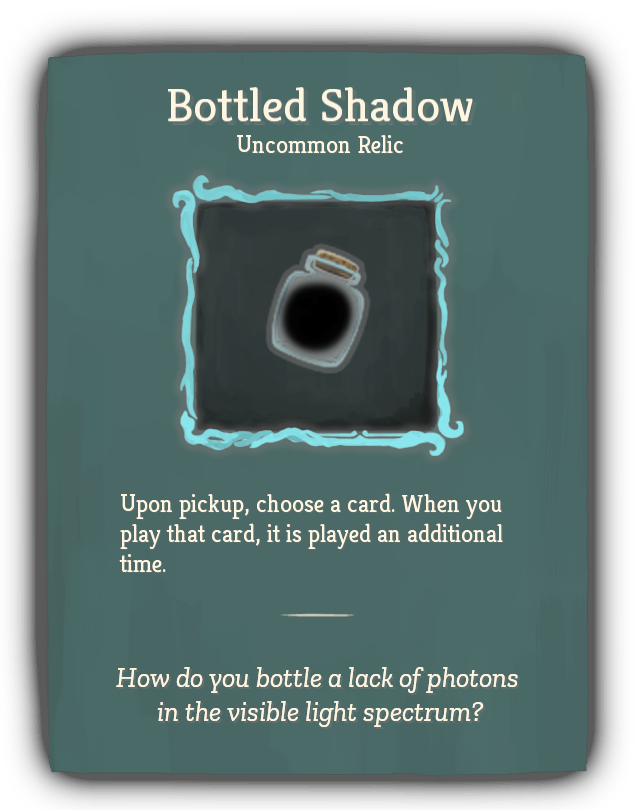 Bottled Shadow
Uncommon Relic
Upon pickup, choose a card. When you
play that card, it is played an additional
time.
How do you bottle a lack of photons
in the visible light spectrum?